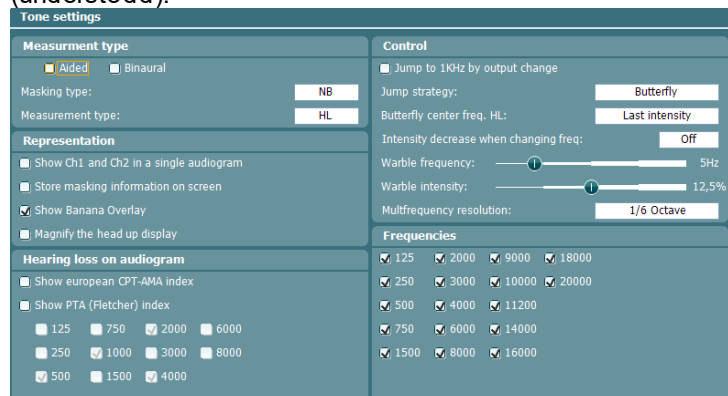 (understood).
Tone settings
Measurment type
Aided Binaural
Masking type: NB
Measurement type: HL
Representation
Show Ch1 and Ch2 in a single audiogram
Store masking information on screen
Show Banana Overlay
Magnify the head up display
Hearing loss on audiogram
Show european CPT-AMA index
Show PTA (Fletcher) index
125 750 2000 6000
250 1000 3000 8000
500 1500 4000
Control
Jump to 1KHz by output change
Jump strategy: Butterfly
Butterfly center freq. HL: Last intensity
Intensity decrease when changing freq: Off
Warble frequency: 5Hz
Warble intensity: 12,5%
Multfrequency resolution: 1/6 Octave
Frequencies
125 2000 9000 18000
250 3000 10000 20000
500 4000 11200
750 6000 14000
1500 8000 16000